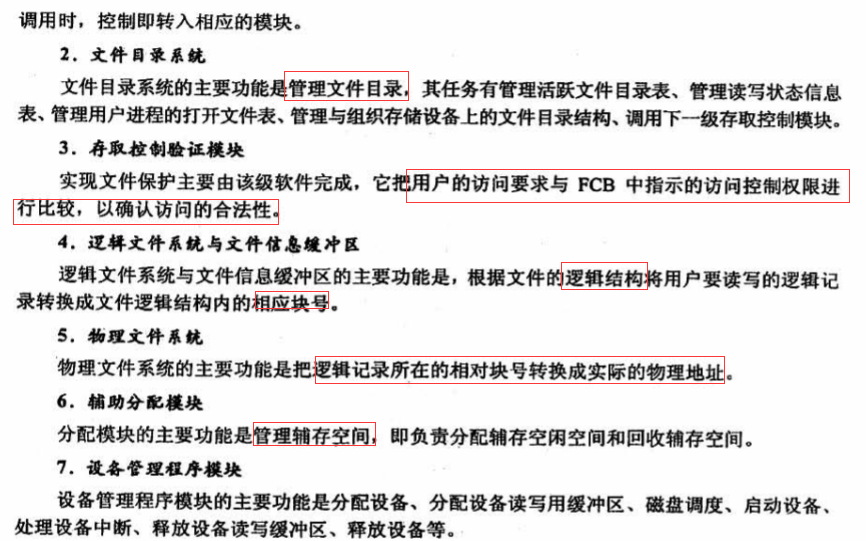 调用时，控制即转入相应的模块。
2．文件目录系统
文件目录系统的主要功能是管理文件目录，其任务有管理活跃文件目录表、管理读写状态信息
表、管理用户进程的打开文件表、管理与组织存储设备上的文件目录结构、调用下一级存取控制模块。
3．存取控制验证模块
实现文件保护主要由该级软件完成，它把用户的访问要求与 FCB 中指示的访问控制权限进
行比较，以确认访问的合法性。
4．逻辑文件系统与文件信息缓冲区
逻辑文件系统与文件信息缓冲区的主要功能是，根据文件的逻辑结构将用户要读写的逻辑记
录转换成文件逻辑结构内的相应块号。
5．物理文件系统
物理文件系统的主要功能是把逻辑记录所在的相对块号转换成实际的物理地址。
6．辅助分配模块
分配模块的主要功能是管理辅存空间，即负责分配辅存空闲空间和回收辅存空间。
7．设备管理程序模块
设备管理程序模块的主要功能是分配设备、分配设备读写用缓冲区、磁盘调度、启动设备、
处理设备中断、释放设备读写缓冲区、释放设备等。